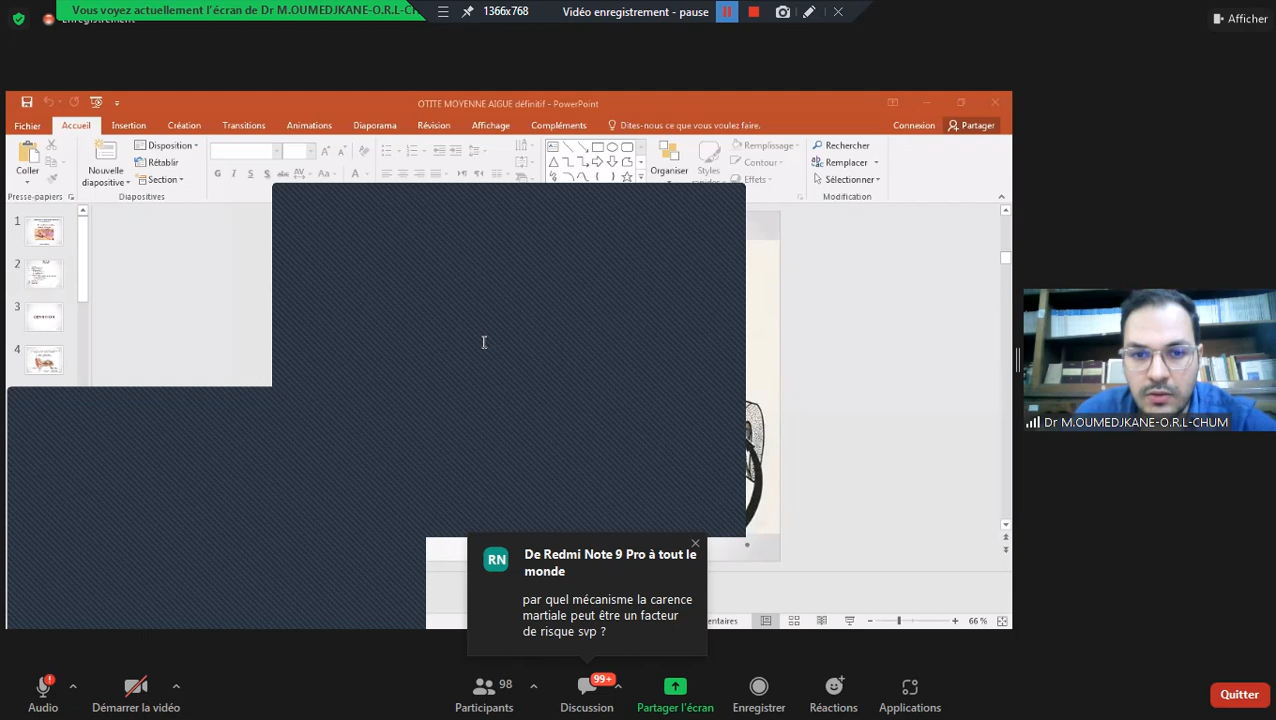 Vous voyez actuellement l'écran de Dr M.OUMEDJKANE-O.R.L-CH
1366x768
Vidéo enregistrement - pause
Enregistrement
Afficher
OTITE MOYENNE AIGUE définitif - PowerPoint
Fichier Accueil Insertion Création Transitions Animations Diaporama Révision Affichage Compléments Dites-nous ce que vous voulez faire. Connexion Partager
Coller
Nouvelle diapositive
Disposition
Rétablir
Section
G I S S
Organiser
Styles rapides
Remplissage
Contour
Effets
Rechercher
Remplacer
Sélectionner
Presse-papiers
Diapositives
Modification
1
2
3
4
Dr M.OUMEDJKANE-O.R.L-CHUM
RN
De Redmi Note 9 Pro à tout le
monde
par quel mécanisme la carence
martiale peut être un facteur
de risque svp ?
entaires
66 %
99+
98
Audio
Démarrer la vidéo
Participants
Discussion
Partager l'écran
Enregistrer
Réactions
Applications
Quitter